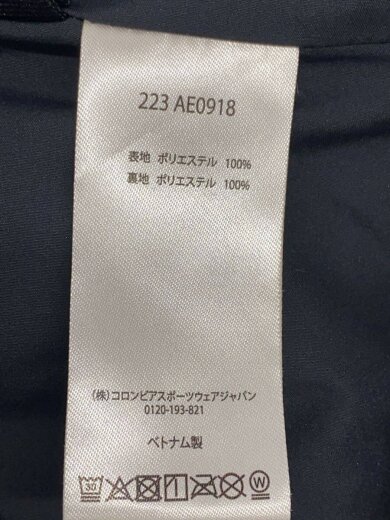 223 AE0918
表地 ポリエステル 100%
裏地 ポリエステル 100%
(株)コロンビアスポーツウェアジャパン
0120-193-821
ベトナム製
30 W